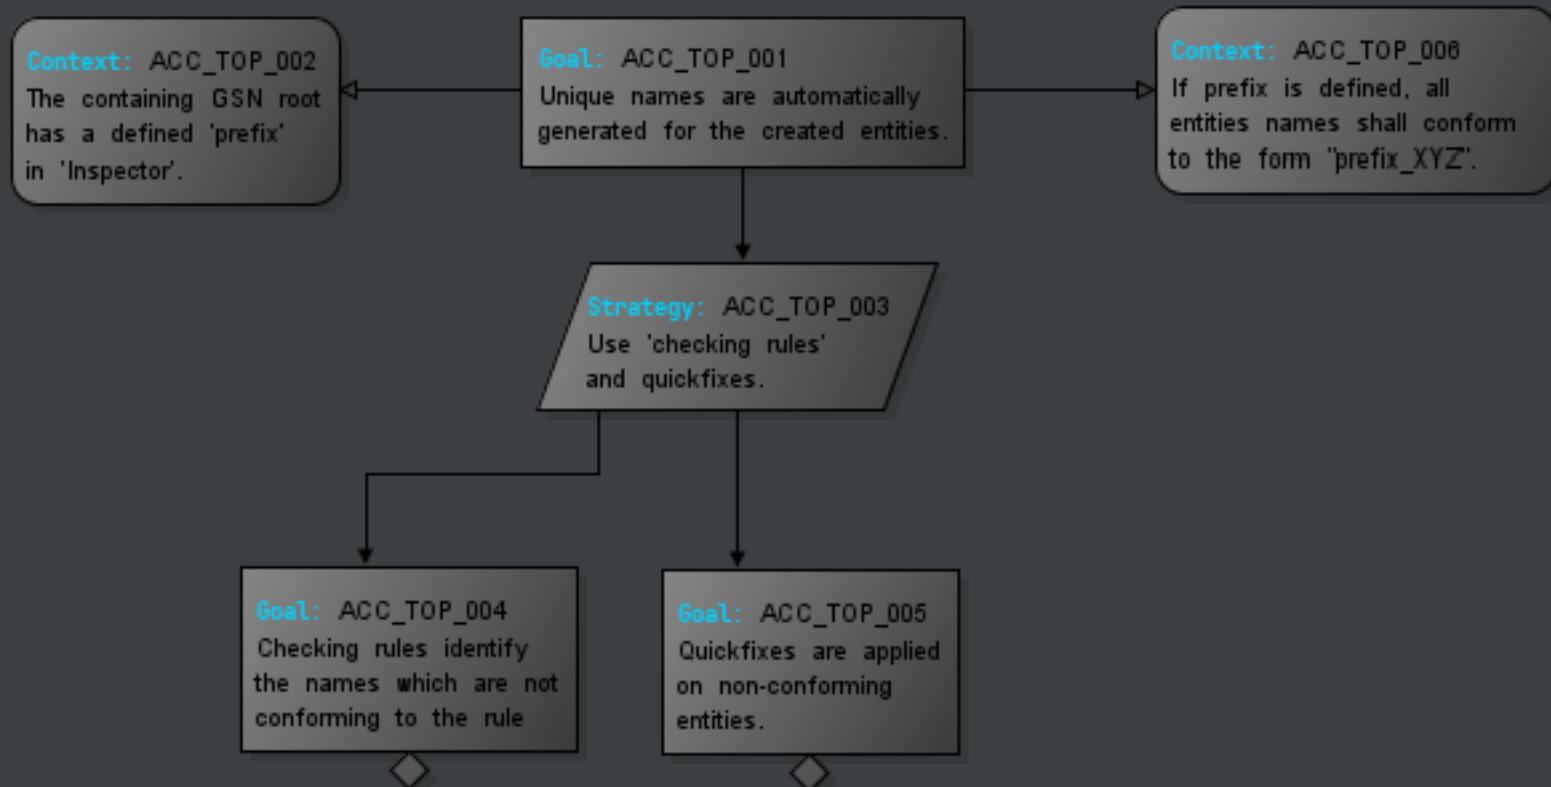 Context: ACC_TOP_002
The containing GSN root
has a defined 'prefix'
in 'Inspector'.
Goal: ACC_TOP_001
Unique names are automatically
generated for the created entities.
Context: ACC_TOP_006
If prefix is defined, all
entities names shall conform
to the form "prefix_XYZ".
Strategy: ACC_TOP_003
Use 'checking rules'
and quickfixes.
Goal: ACC_TOP_004
Checking rules identify
the names which are not
conforming to the rule
Goal: ACC_TOP_005
Quickfixes are applied
on non-conforming
entities.